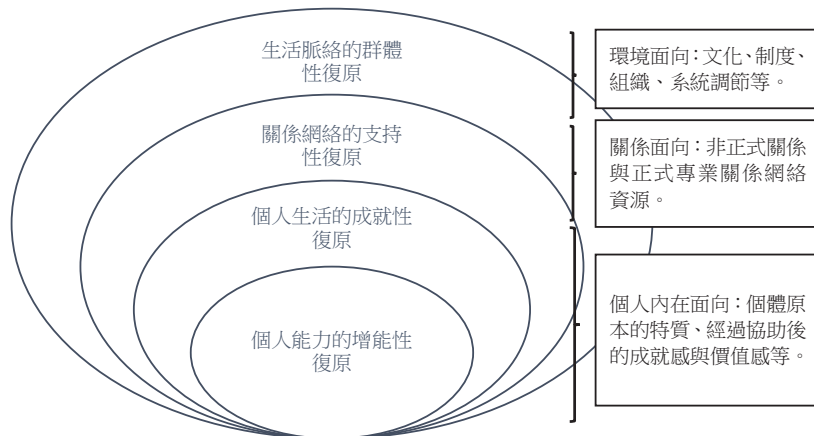 生活脈絡的群體
性復原
環境面向：文化、制度、
組織、系統調節等。
關係網絡的支持
性復原
關係面向：非正式關係
與正式專業關係網絡
資源。
個人生活的成就性
復原
個人能力的增能性
復原
個人內在面向：個體原
本的特質、經過協助後
的成就感與價值感等。